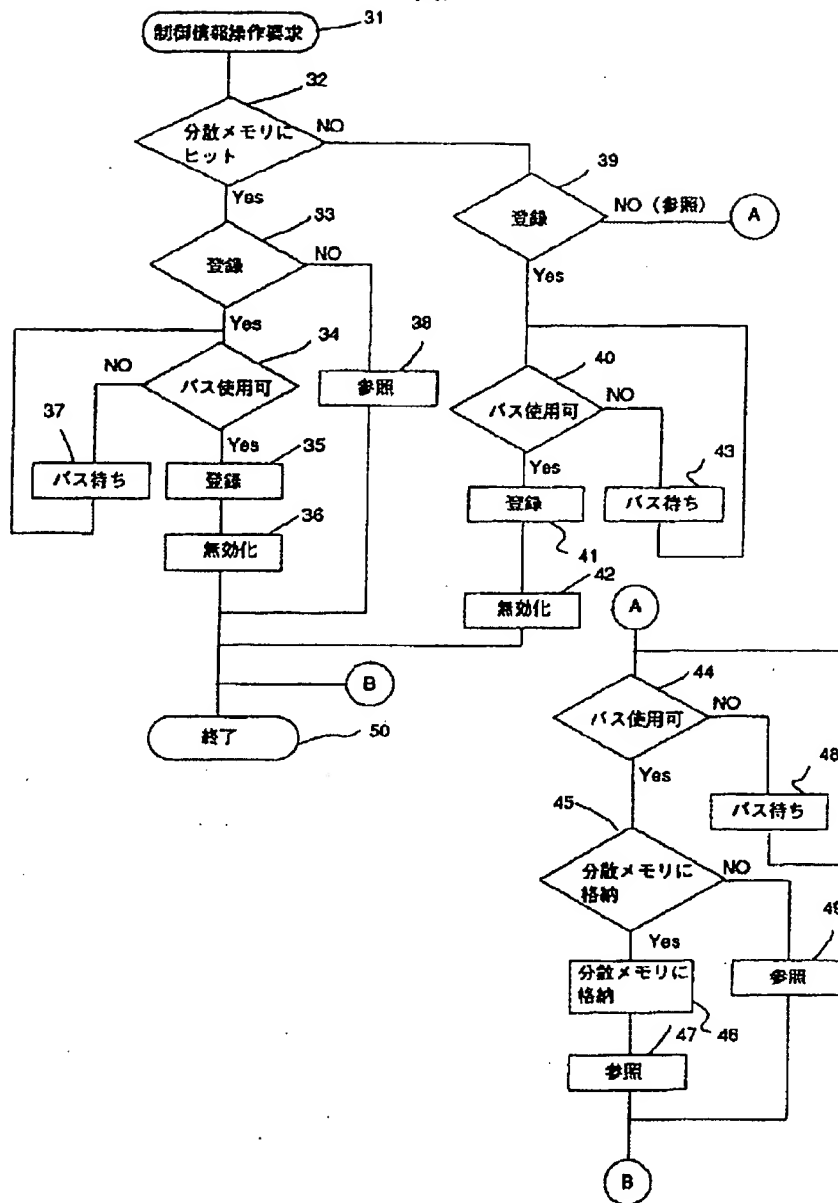 制御情報操作要求
31
32
分散メモリに
ヒット
NO
Yes
39
登録
NO (参照)
A
Yes
33
登録
NO
Yes
34
バス使用可
NO
Yes
37
バス待ち
35
登録
36
無効化
38
参照
40
バス使用可
NO
Yes
43
バス待ち
登録
41
42
無効化
B
終了
50
A
44
バス使用可
NO
Yes
48
バス待ち
45
分散メモリに
格納
NO
Yes
分散メモリに
格納
46
49
参照
47
参照
B